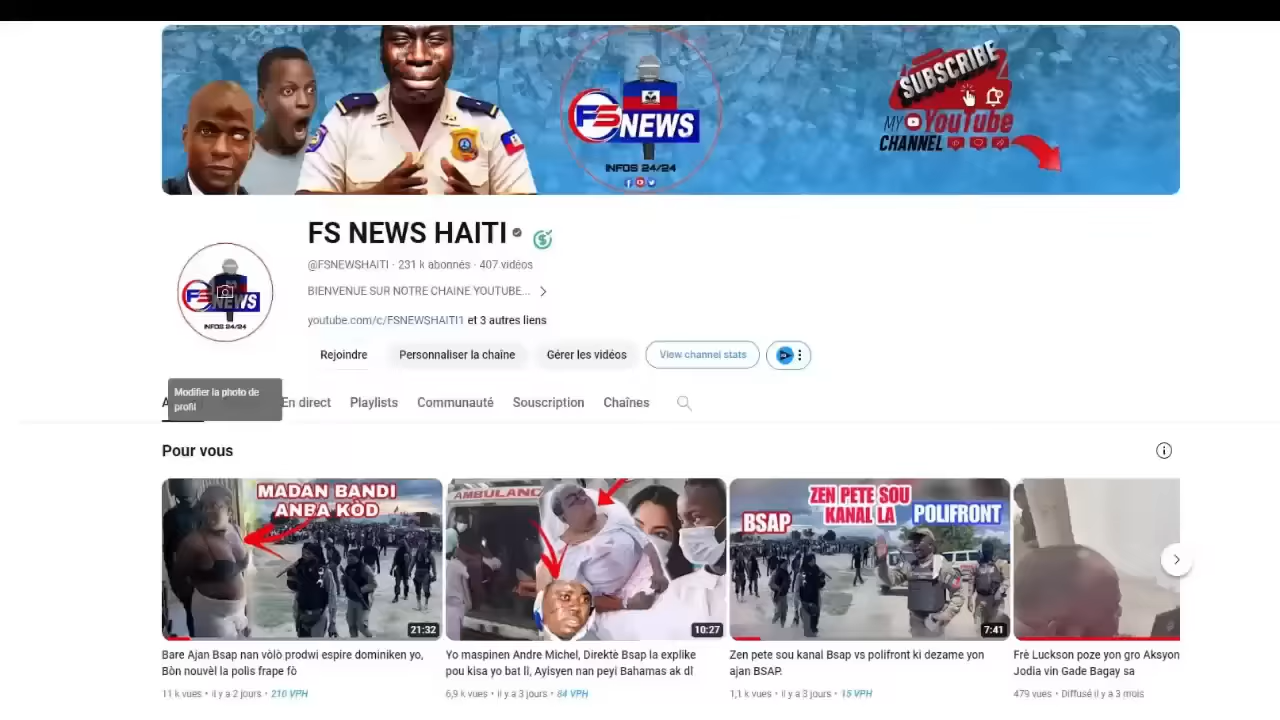 SUBSCRIBE
MY YouTube
CHANNEL
FS NEWS
INFOS 24/24
FS NEWS HAITI
@FSNEWSHAITI · 231 k abonnés · 407 vidéos
BIENVENUE SUR NOTRE CHAINE YOUTUBE...
youtube.com/c/FSNEWSHAITI1 et 3 autres liens
FS NEWS
INFOS 24/24
Rejoindre
Personnaliser la chaîne
Gérer les vidéos
View channel stats
Modifier la photo de
profil
En direct
Playlists
Communauté
Souscription
Chaînes
Pour vous
MADAN BANDI
ANBA KÒD
21:32
AMBULANC
10:27
ZEN PETE SOU
KANAL LA
BSAP
POLIFRONT
7:41
Bare Ajan Bsap nan vòlò prodwi espire dominiken yo,
Bòn nouvèl la polis frape fò
11 k vues • il y a 2 jours • 210 VPH
Yo maspinen Andre Michel, Direktè Bsap la eksplike
pou kisa yo bat li, Ayisyen nan peyi Bahamas ak dl
6,9 k vues • il y a 3 jours • 84 VPH
Zen pete sou kanal Bsap vs polifront ki dezame yon
ajan BSAP.
1,1 k vues • il y a 3 jours • 15 VPH
Frè Luckson poze yon gro Aksyon
Jodia vin Gade Bagay sa
479 vues • Diffusé il y a 3 mois